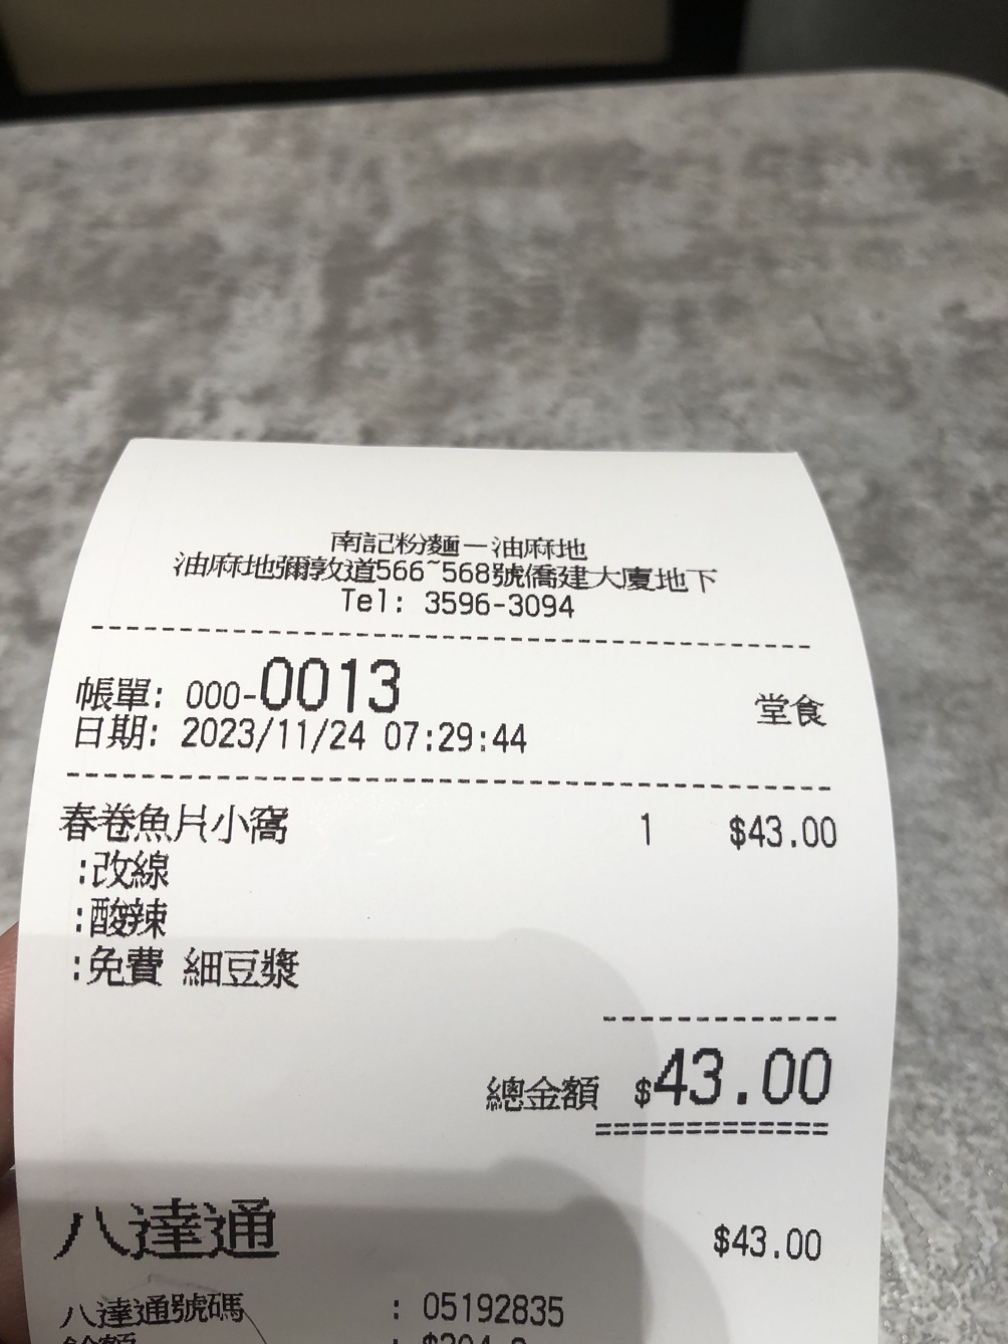 南記粉麵－油麻地
油麻地彌敦道566~568號僑建大廈地下
Tel: 3596-3094
帳單: 000-0013 堂食
日期: 2023/11/24 07:29:44
春卷魚片小窩 1 $43.00
:改線
:酸辣
:免費 細豆漿
總金額 $43.00
八達通 $43.00
八達通號碼 : 05192835